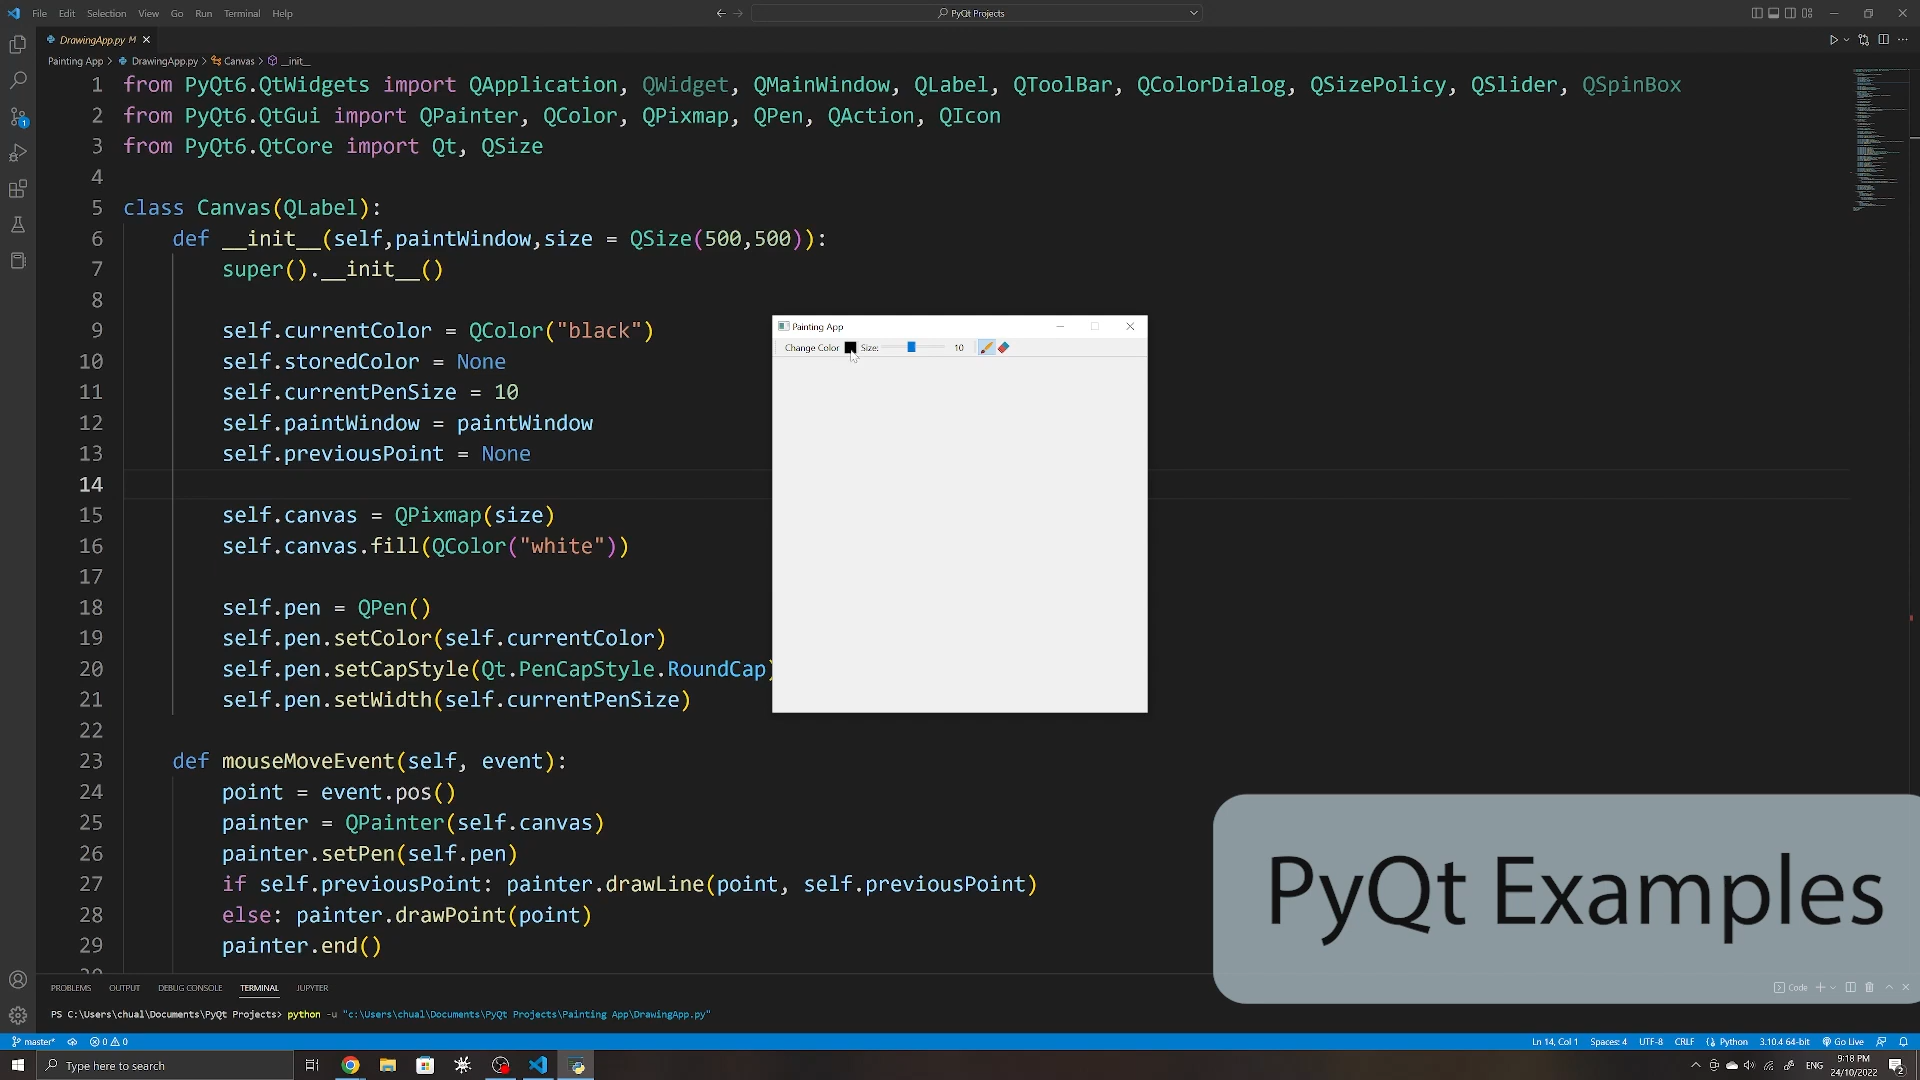 File Edit Selection View Go Run Terminal Help
PyQt Projects
DrawingApp.py M
Painting App > DrawingApp.py > Canvas > __init__
1 from PyQt6.QtWidgets import QApplication, QWidget, QMainWindow, QLabel, QToolBar, QColorDialog, QSizePolicy, QSlider, QSpinBox
2 from PyQt6.QtGui import QPainter, QColor, QPixmap, QPen, QAction, QIcon
3 from PyQt6.QtCore import Qt, QSize
4
5 class Canvas(QLabel):
6 def __init__(self,paintWindow,size = QSize(500,500)):
7 super().__init__()
8
9 self.currentColor = QColor("black")
10 self.storedColor = None
11 self.currentPenSize = 10
12 self.paintWindow = paintWindow
13 self.previousPoint = None
14
15 self.canvas = QPixmap(size)
16 self.canvas.fill(QColor("white"))
17
18 self.pen = QPen()
19 self.pen.setColor(self.currentColor)
20 self.pen.setCapStyle(Qt.PenCapStyle.RoundCap)
21 self.pen.setWidth(self.currentPenSize)
22
23 def mouseMoveEvent(self, event):
24 point = event.pos()
25 painter = QPainter(self.canvas)
26 painter.setPen(self.pen)
27 if self.previousPoint: painter.drawLine(point, self.previousPoint)
28 else: painter.drawPoint(point)
29 painter.end()
Painting App
Change Color Size: 10
PyQt Examples
PROBLEMS OUTPUT DEBUG CONSOLE TERMINAL JUPYTER
Code
PS C:\Users\chual\Documents\PyQt Projects> python -u "c:\Users\chual\Documents\PyQt Projects\Painting App\DrawingApp.py"
master* 0 0 Ln 14, Col 1 Spaces: 4 UTF-8 CRLF Python 3.10.4 64-bit Go Live
Type here to search
ENG 9:18 PM
24/10/2022 2